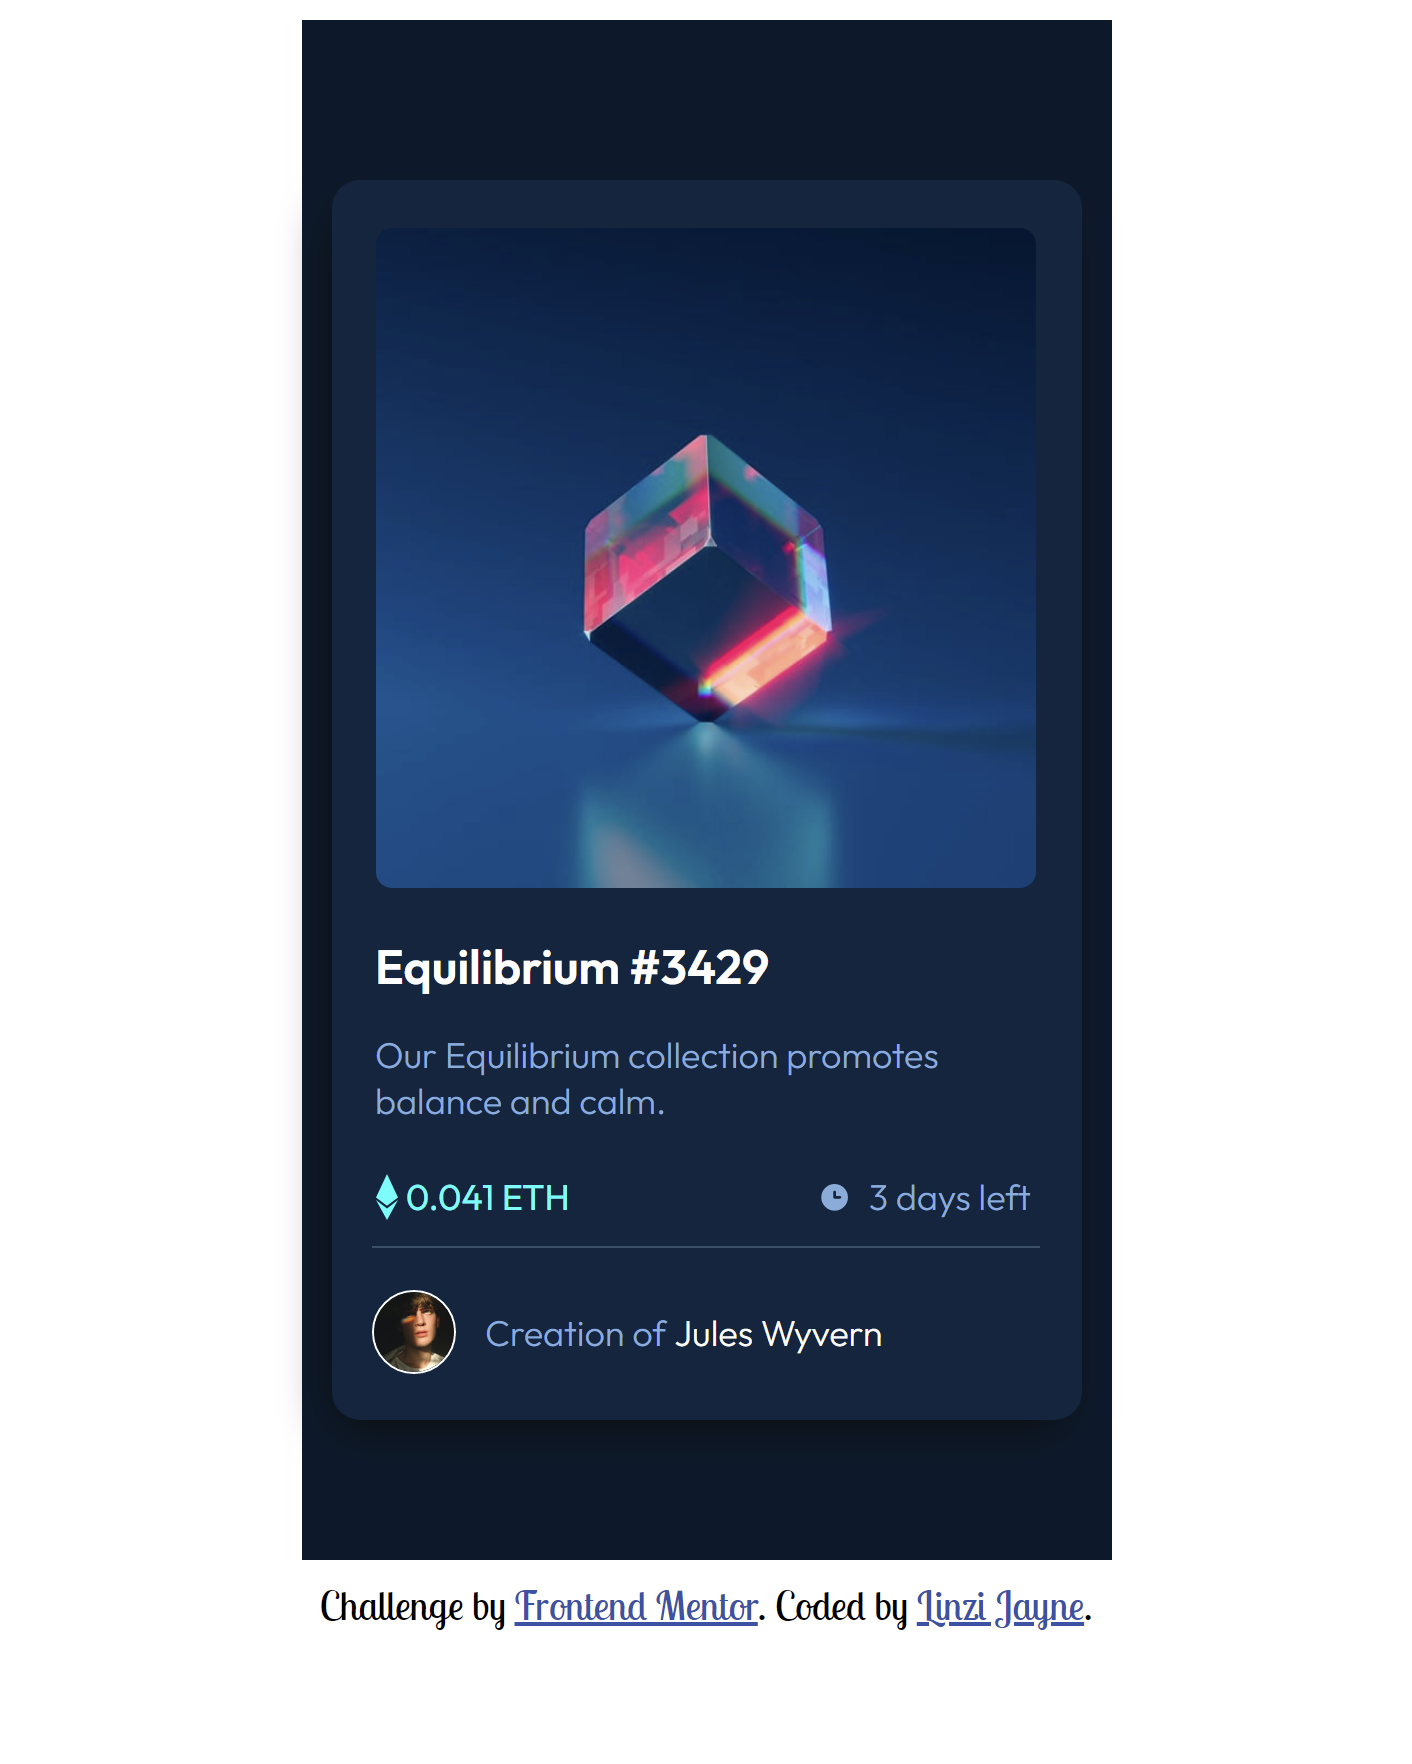 Equilibrium #3429
Our Equilibrium collection promotes
balance and calm.
0.041 ETH
3 days left
Creation of Jules Wyvern
Challenge by Frontend Mentor. Coded by Linzi Jayne.